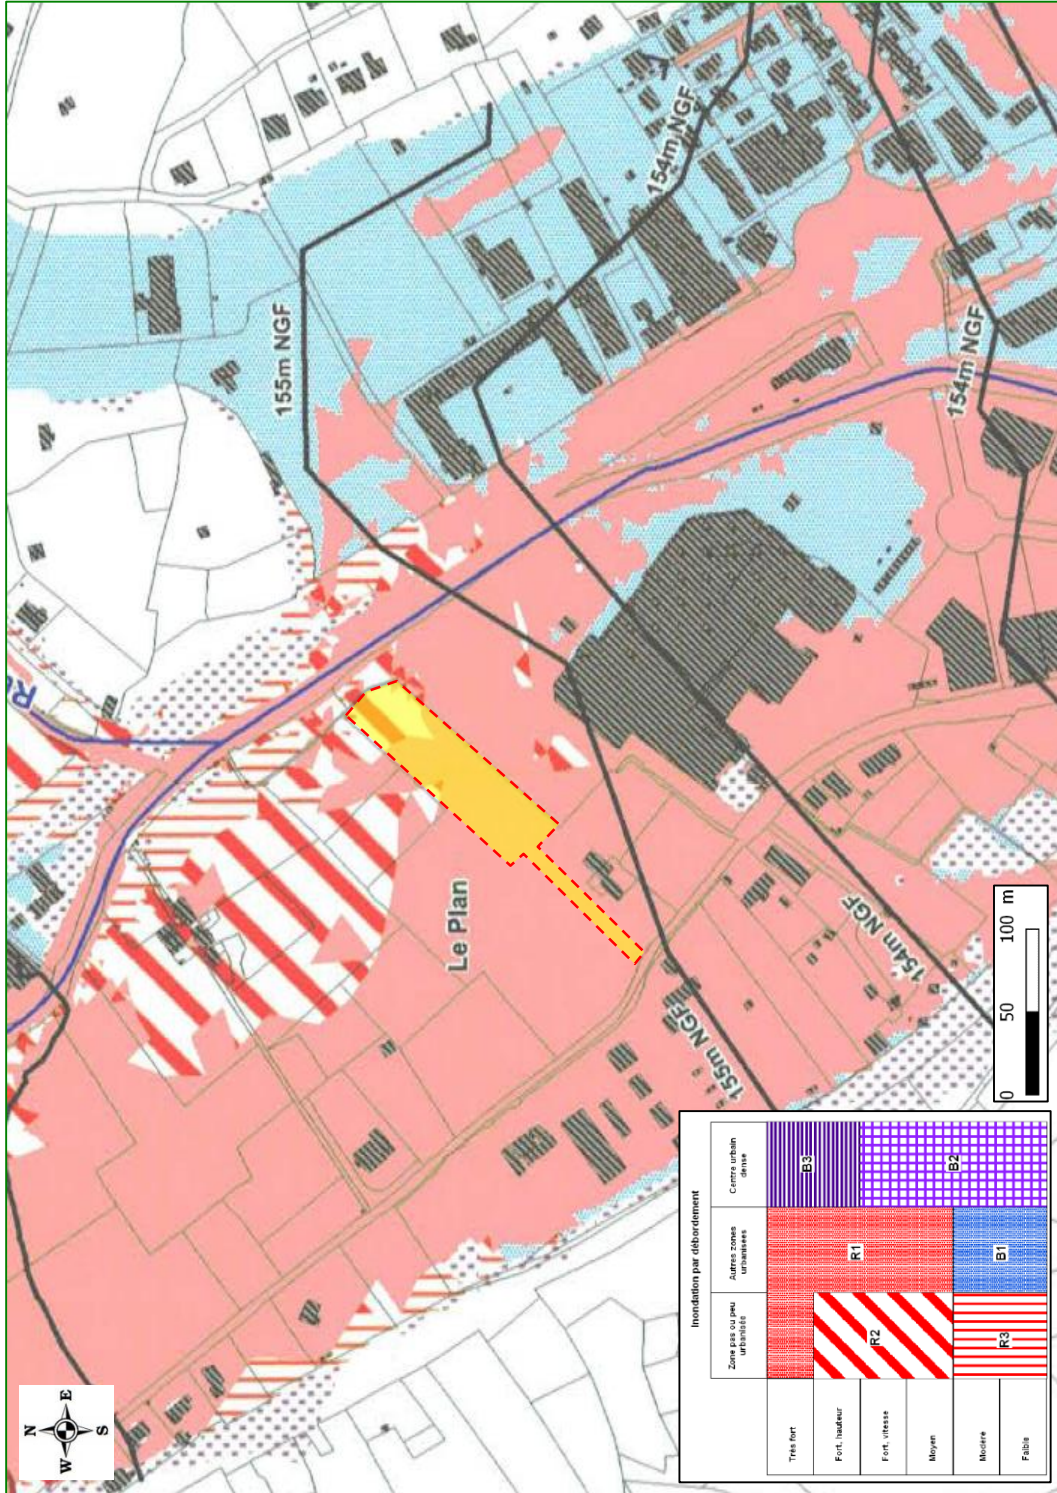 N
W E
S
Le Plan
155m NGF
154m NGF
154m NGF
155m NGF
154m NGF
0 50 100 m
Inondation par débordement
Zone pas ou peu urbanisée
Autres zones urbanisées
Centre urbain dense
Très fort
Fort, hauteur
Fort, vitesse
Moyen
Modéré
Faible
R1
R2
R3
B1
B2
B3